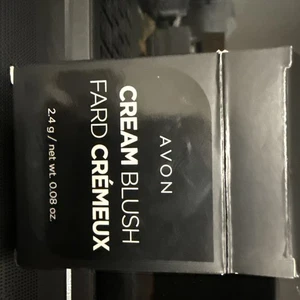 AVON
CREAM BLUSH
FARD CRÉMEUX
2.4 g / net wt. 0.08 oz.